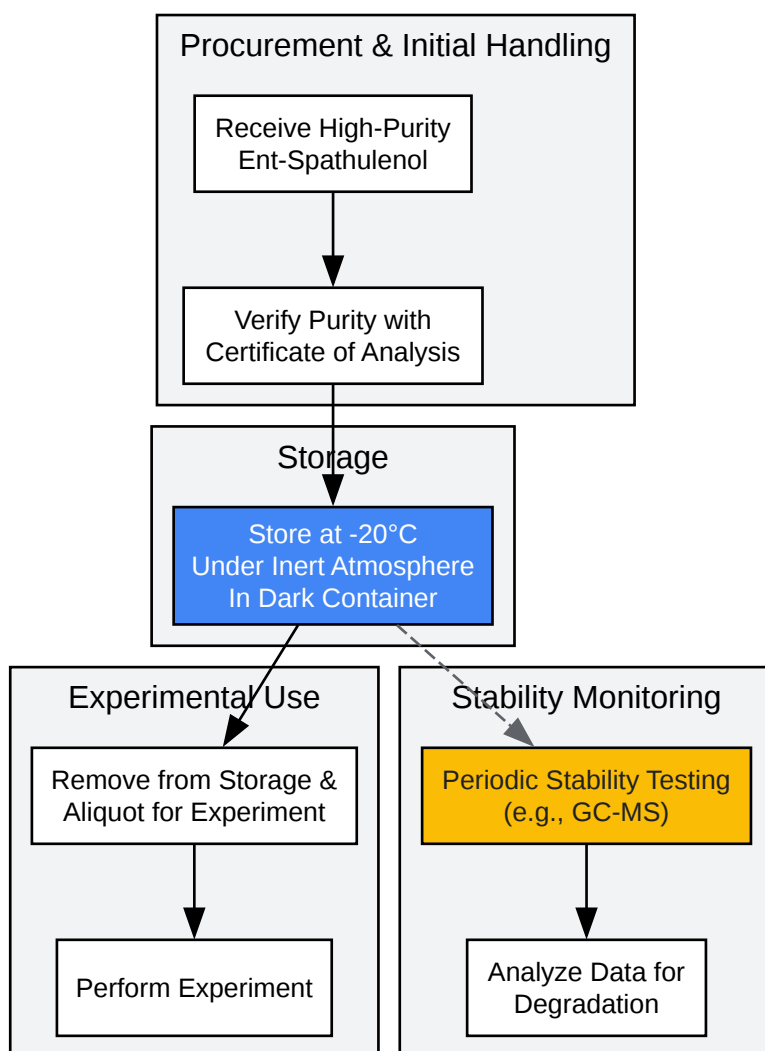 Procurement & Initial Handling
Receive High-Purity
Ent-Spathulenol
Verify Purity with
Certificate of Analysis
Storage
Store at -20°C
Under Inert Atmosphere
In Dark Container
Experimental Use
Remove from Storage &
Aliquot for Experiment
Perform Experiment
Stability Monitoring
Periodic Stability Testing
(e.g., GC-MS)
Analyze Data for
Degradation